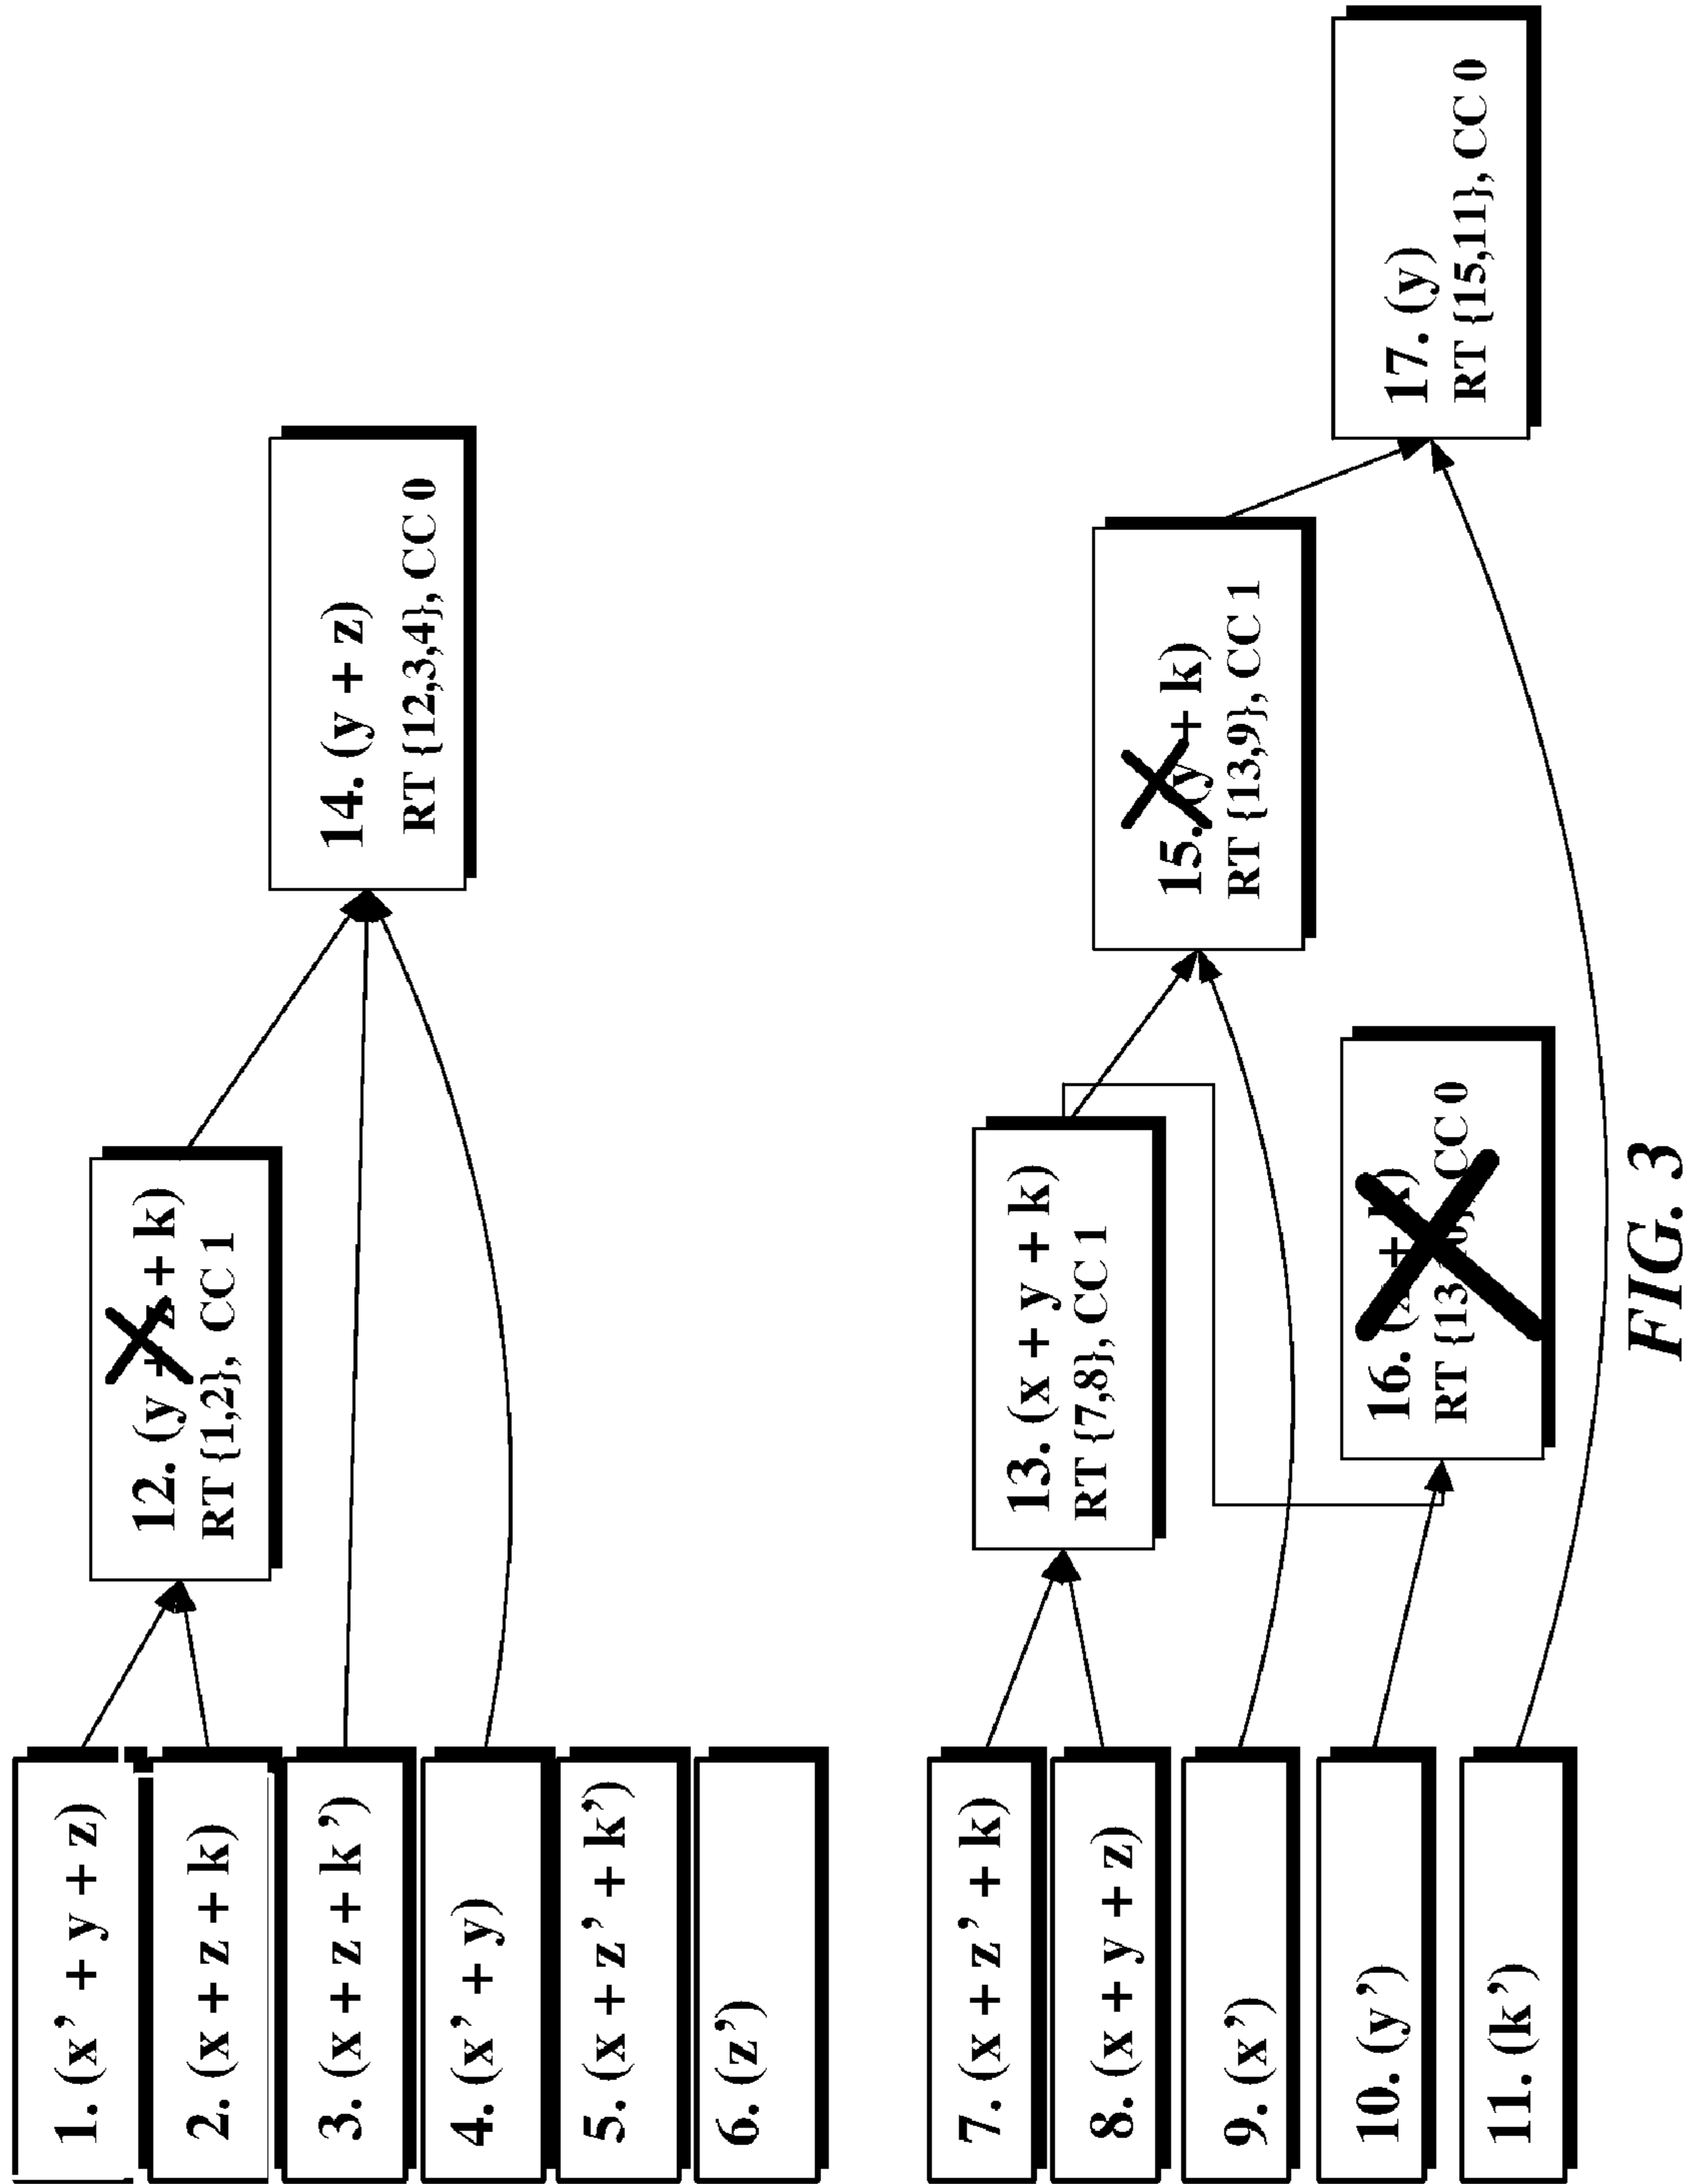 1. (x’ + y + z)
2. (x + z + k)
3. (x + z + k’)
4. (x’ + y)
5. (x + z’ + k’)
6. (z’)
12. (y + z + k)
RT {1,2}, CC 1
14. (y + z)
RT {12,3,4}, CC 0
7. (x + z’ + k)
8. (x + y + z)
9. (x’)
10. (y’)
11. (k’)
13. (x + y + k)
RT {7,8}, CC 1
16. ( +
RT {13 CC 0
15. (y + k)
RT {13,9}, CC 1
17. (y)
RT {15,11}, CC 0
FIG. 3